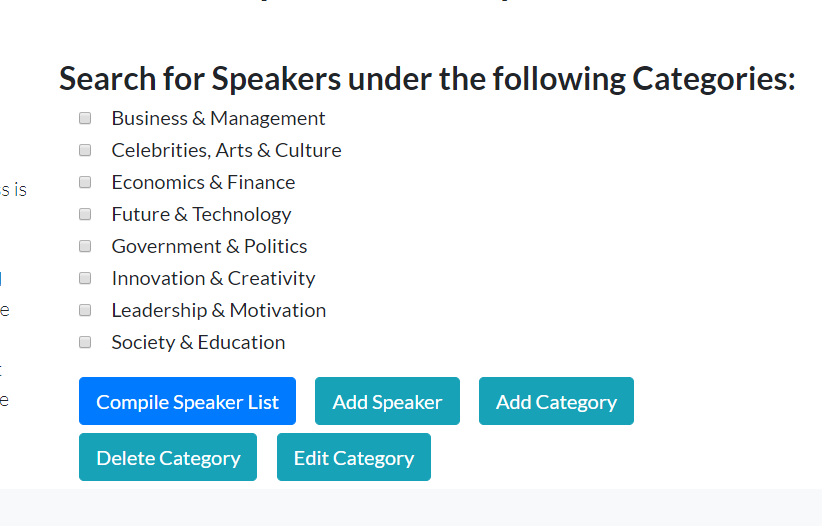 Search for Speakers under the following Categories:
Business & Management
Celebrities, Arts & Culture
Economics & Finance
s is
Future & Technology
Government & Politics
Innovation & Creativity
Leadership & Motivation
e
Society & Education
Compile Speaker List Add Speaker Add Category
e
Delete Category Edit Category